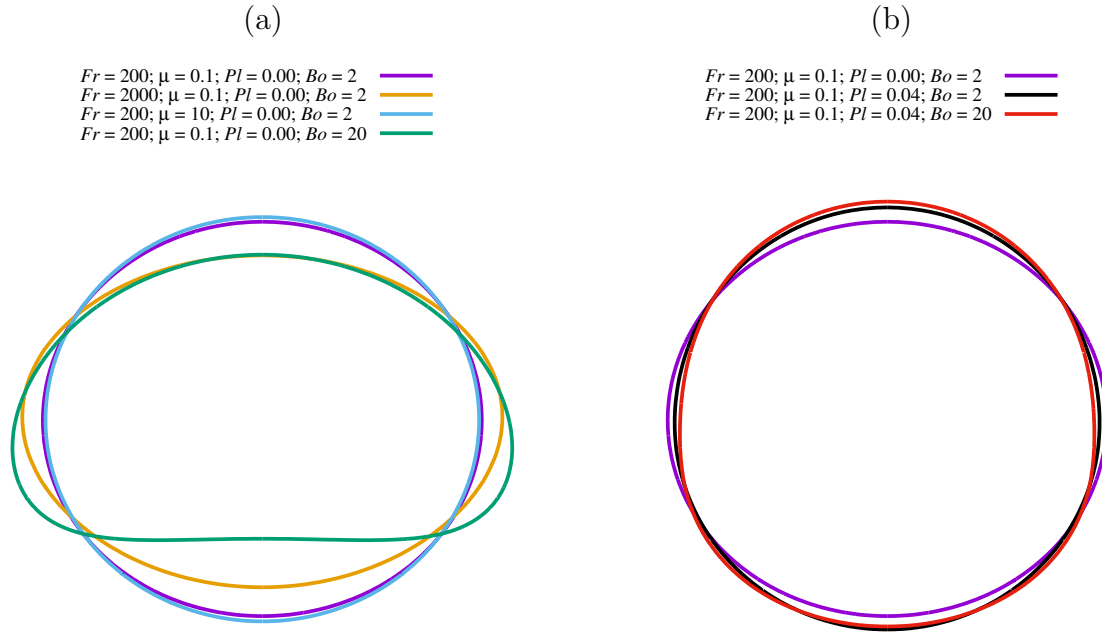 (a)
Fr = 200; μ = 0.1; Pl = 0.00; Bo = 2
Fr = 2000; μ = 0.1; Pl = 0.00; Bo = 2
Fr = 200; μ = 10; Pl = 0.00; Bo = 2
Fr = 200; μ = 0.1; Pl = 0.00; Bo = 20
(b)
Fr = 200; μ = 0.1; Pl = 0.00; Bo = 2
Fr = 200; μ = 0.1; Pl = 0.04; Bo = 2
Fr = 200; μ = 0.1; Pl = 0.04; Bo = 20